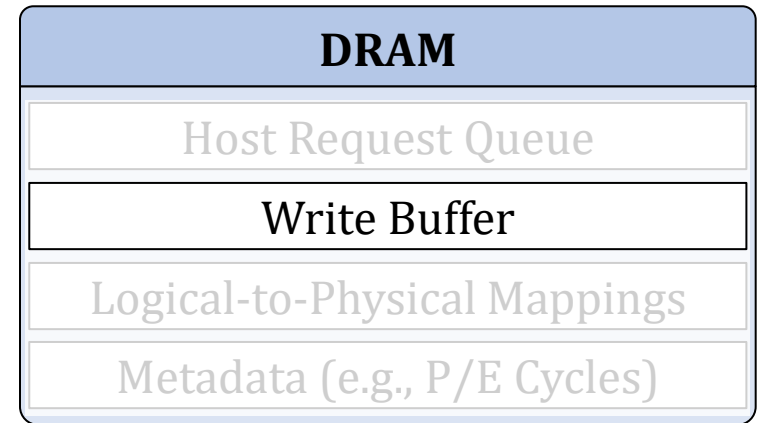 DRAM
Host Request Queue
Write Buffer
Logical-to-Physical Mappings
Metadata (e.g., P/E Cycles)